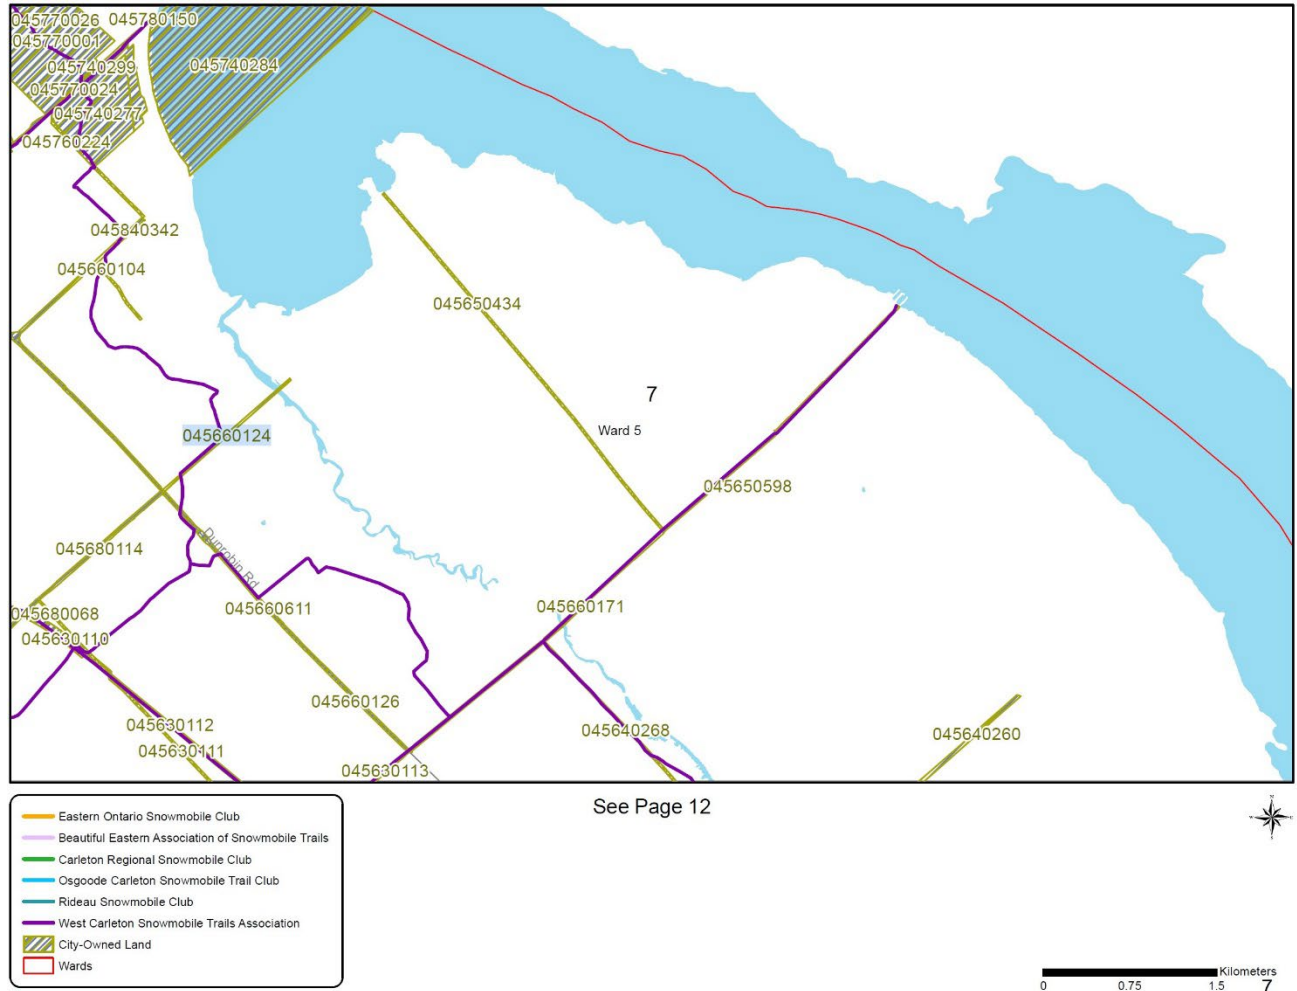 045770026
045780150
045770001
045740299
045740284
045770024
045740277
045760224
045840342
045660104
045650434
7
Ward 5
045660124
045650598
Dunrobin Rd
045680114
045660611
045660171
045680068
045630110
045660126
045630112
045640268
045640260
045630111
045630113
See Page 12
Eastern Ontario Snowmobile Club
Beautiful Eastern Association of Snowmobile Trails
Carleton Regional Snowmobile Club
Osgoode Carleton Snowmobile Trail Club
Rideau Snowmobile Club
West Carleton Snowmobile Trails Association
City-Owned Land
Wards
Kilometers
0 0.75 1.5
7